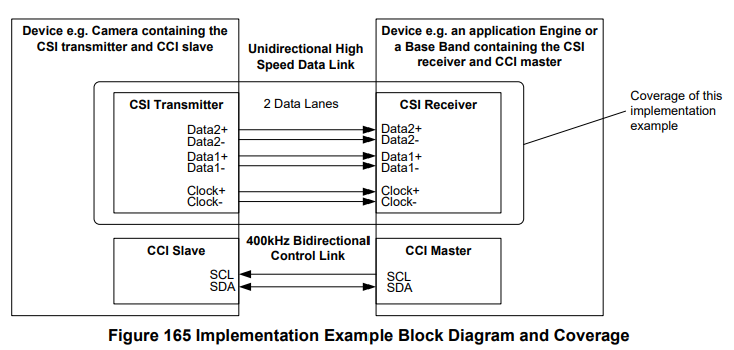 Device e.g. Camera containing the
CSI transmitter and CCI slave
Unidirectional High
Speed Data Link
Device e.g. an application Engine or
a Base Band containing the CSI
receiver and CCI master
CSI Transmitter
2 Data Lanes
CSI Receiver
Data2+
Data2-
Data1+
Data1-
Clock+
Clock-
Data2+
Data2-
Data1+
Data1-
Clock+
Clock-
Coverage of this
implementation
example
CCI Slave
400kHz Bidirectional
Control Link
CCI Master
SCL
SDA
SCL
SDA
Figure 165 Implementation Example Block Diagram and Coverage